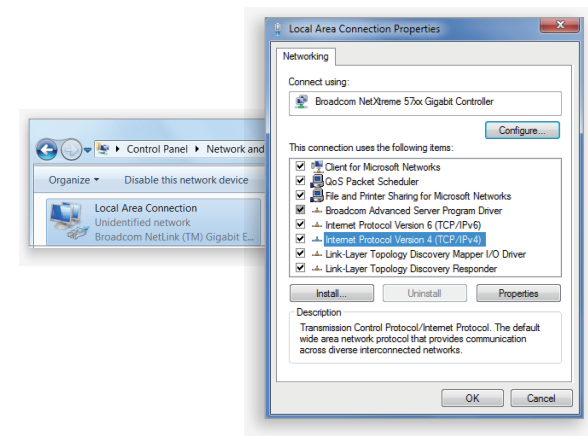 Control Panel Network and
Organize Disable this network device
Local Area Connection
Unidentified network
Broadcom NetLink (TM) Gigabit E...
Local Area Connection Properties
Networking
Connect using:
Broadcom NetXtreme 57xx Gigabit Controller
Configure...
This connection uses the following items:
Client for Microsoft Networks
QoS Packet Scheduler
File and Printer Sharing for Microsoft Networks
Broadcom Advanced Server Program Driver
Internet Protocol Version 6 (TCP/IPv6)
Internet Protocol Version 4 (TCP/IPv4)
Link-Layer Topology Discovery Mapper I/O Driver
Link-Layer Topology Discovery Responder
Install... Uninstall Properties
Description
Transmission Control Protocol/Internet Protocol. The default
wide area network protocol that provides communication
across diverse interconnected networks.
OK Cancel